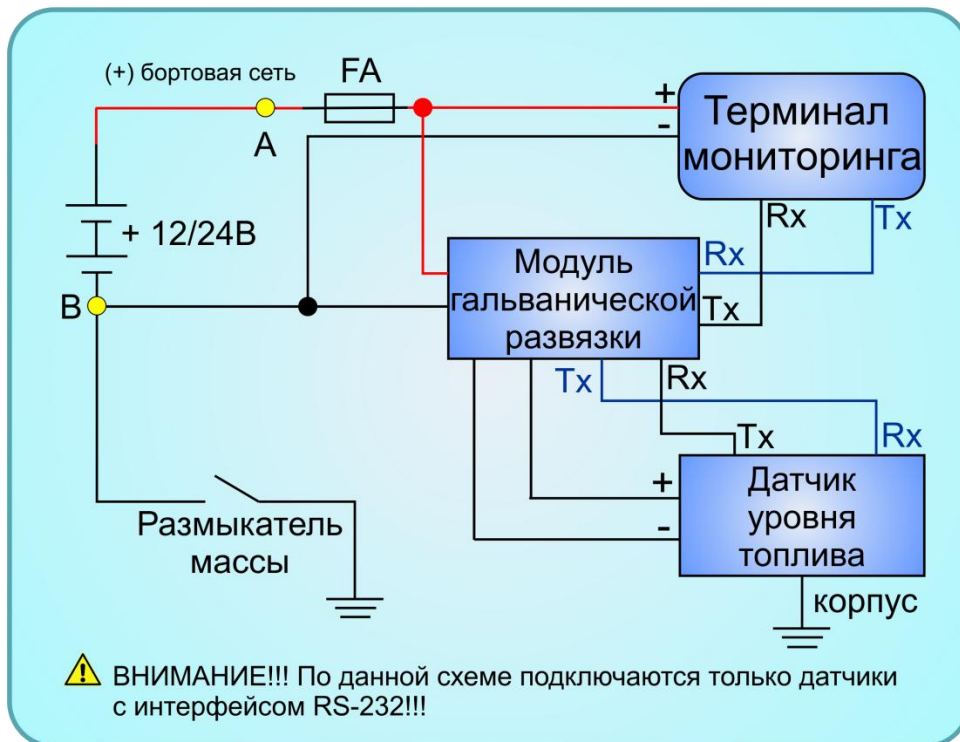 (+) бортовая сеть
FA
A
+
-
Терминал
мониторинга
+ 12/24В
Rx
Tx
B
Модуль
гальванической
развязки
Rx
Tx
Tx
Rx
Tx
Rx
Размыкатель
массы
+
-
Датчик
уровня
топлива
корпус
ВНИМАНИЕ!!! По данной схеме подключаются только датчики
с интерфейсом RS-232!!!